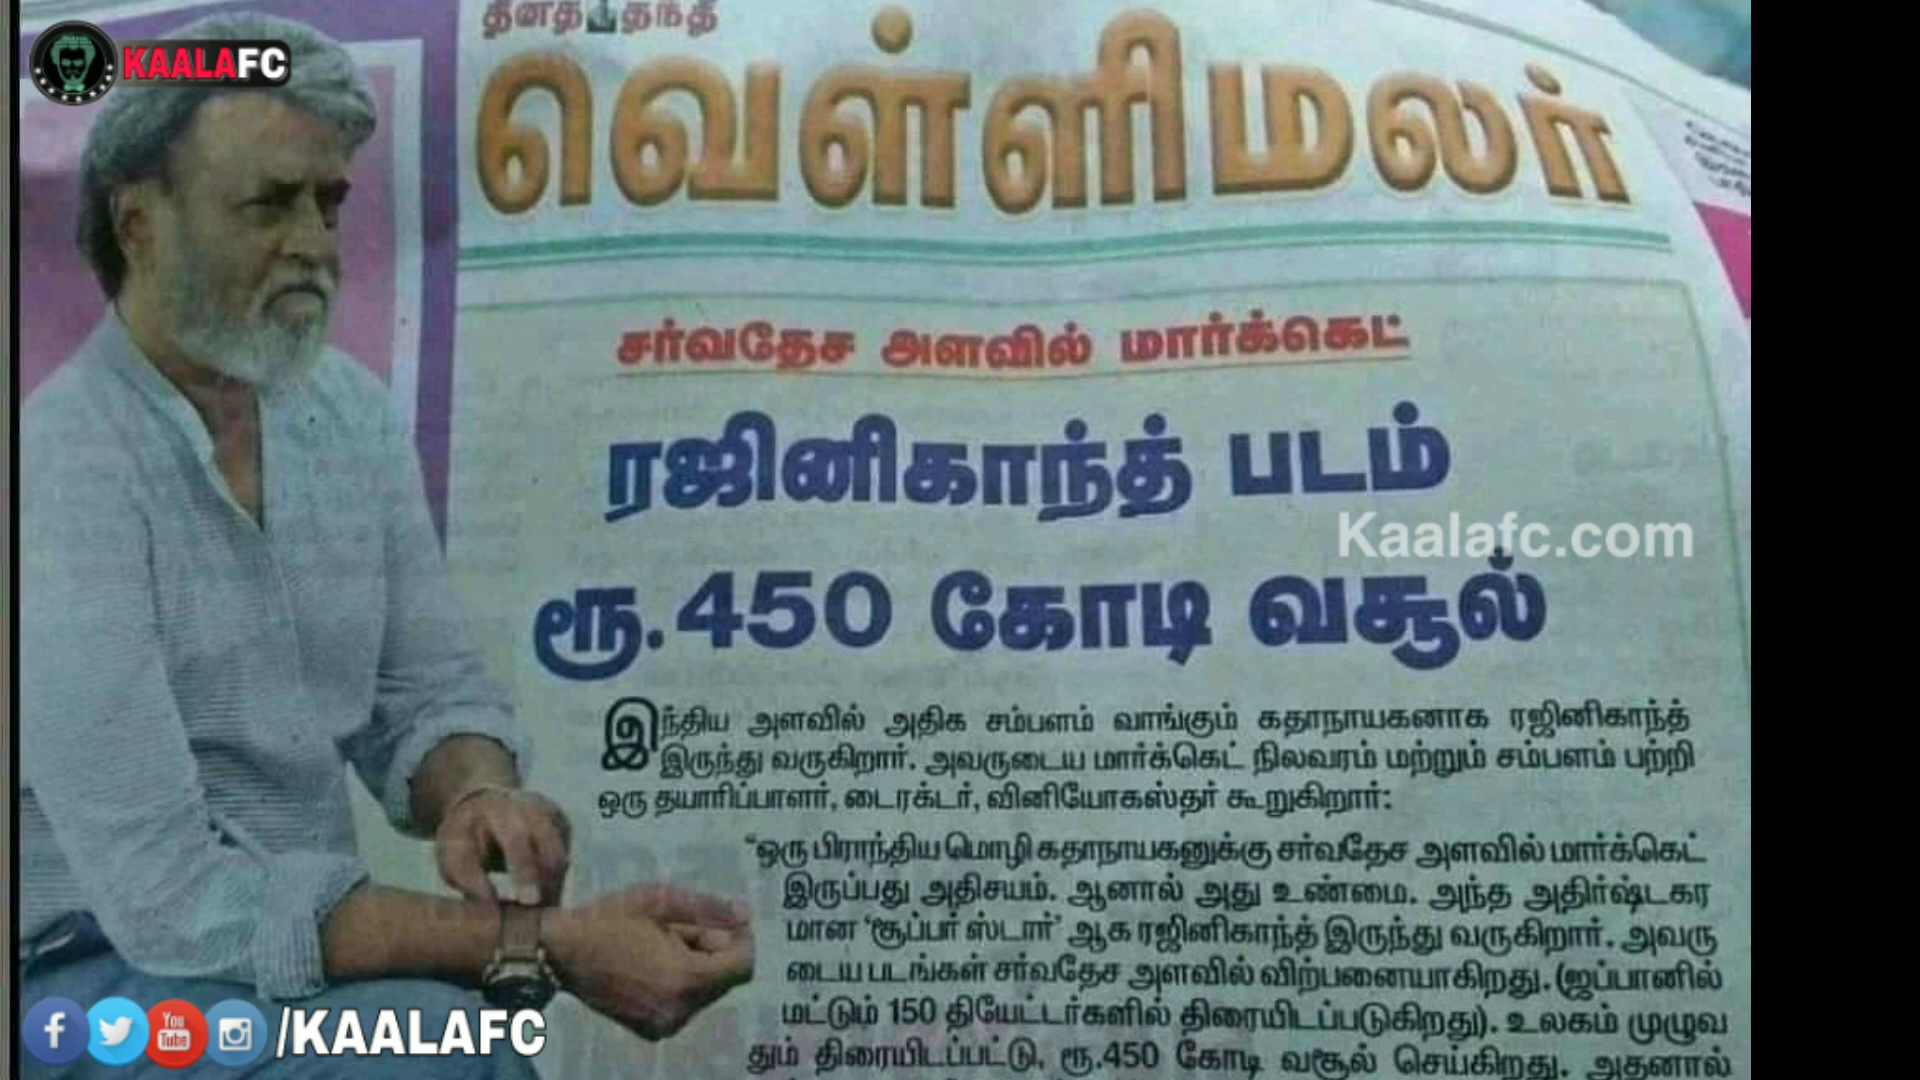 KAALAFC
தினத்தந்தி
வெள்ளிமலர்
சர்வதேச அளவில் மார்க்கெட்
ரஜினிகாந்த் படம்
Kaalafc.com
ரூ.450 கோடி வசூல்
இந்திய அளவில் அதிக சம்பளம் வாங்கும் கதாநாயகனாக ரஜினிகாந்த்
இருந்து வருகிறார். அவருடைய மார்க்கெட் நிலவரம் மற்றும் சம்பளம் பற்றி
ஒரு தயாரிப்பாளர், டைரக்டர், வினியோகஸ்தர் கூறுகிறார்:
“ஒரு பிராந்திய மொழி கதாநாயகனுக்கு சர்வதேச அளவில் மார்க்கெட்
இருப்பது அதிசயம். ஆனால் அது உண்மை. அந்த அதிர்ஷ்டகர
மான ‘சூப்பர் ஸ்டார்’ ஆக ரஜினிகாந்த் இருந்து வருகிறார். அவரு
டைய படங்கள் சர்வதேச அளவில் விற்பனையாகிறது. (ஜப்பானில்
மட்டும் 150 தியேட்டர்களில் திரையிடப்படுகிறது). உலகம் முழுவ
தும் திரையிடப்பட்டு, ரூ.450 கோடி வசூல் செய்கிறது. அதனால்
You Tube
/KAALAFC